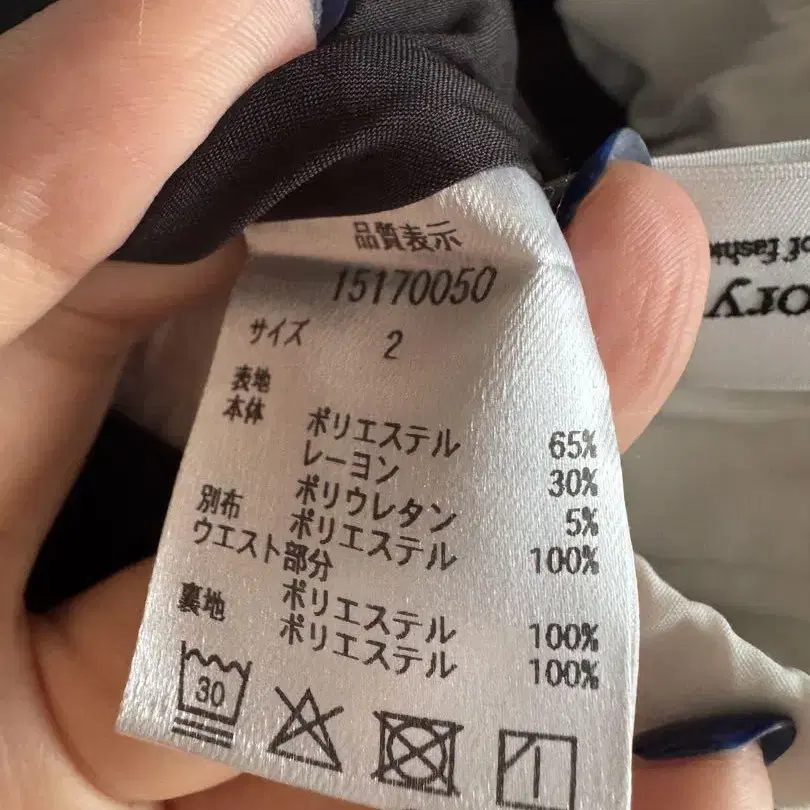 品質表示
15170050
サイズ 2
表地
本体 ポリエステル 65%
レーヨン 30%
ポリウレタン 5%
別布 ポリエステル 100%
ウエスト部分
ポリエステル 100%
裏地 ポリエステル 100%
30
ory
of fashi